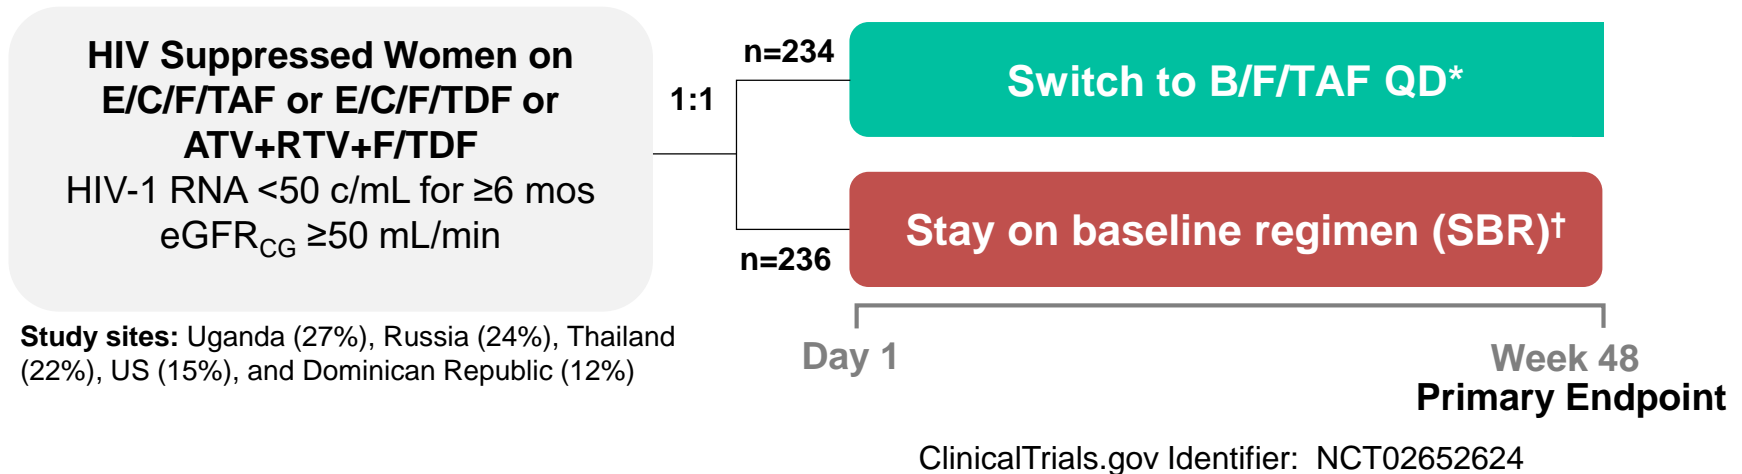 HIV Suppressed Women on
E/C/F/TAF or E/C/F/TDF or
ATV+RTV+F/TDF
HIV-1 RNA <50 c/mL for ≥6 mos
eGFR_CG ≥50 mL/min
Study sites: Uganda (27%), Russia (24%), Thailand
(22%), US (15%), and Dominican Republic (12%)
1:1
n=234
Switch to B/F/TAF QD*
Stay on baseline regimen (SBR)†
n=236
Day 1
Week 48
Primary Endpoint
ClinicalTrials.gov Identifier: NCT02652624